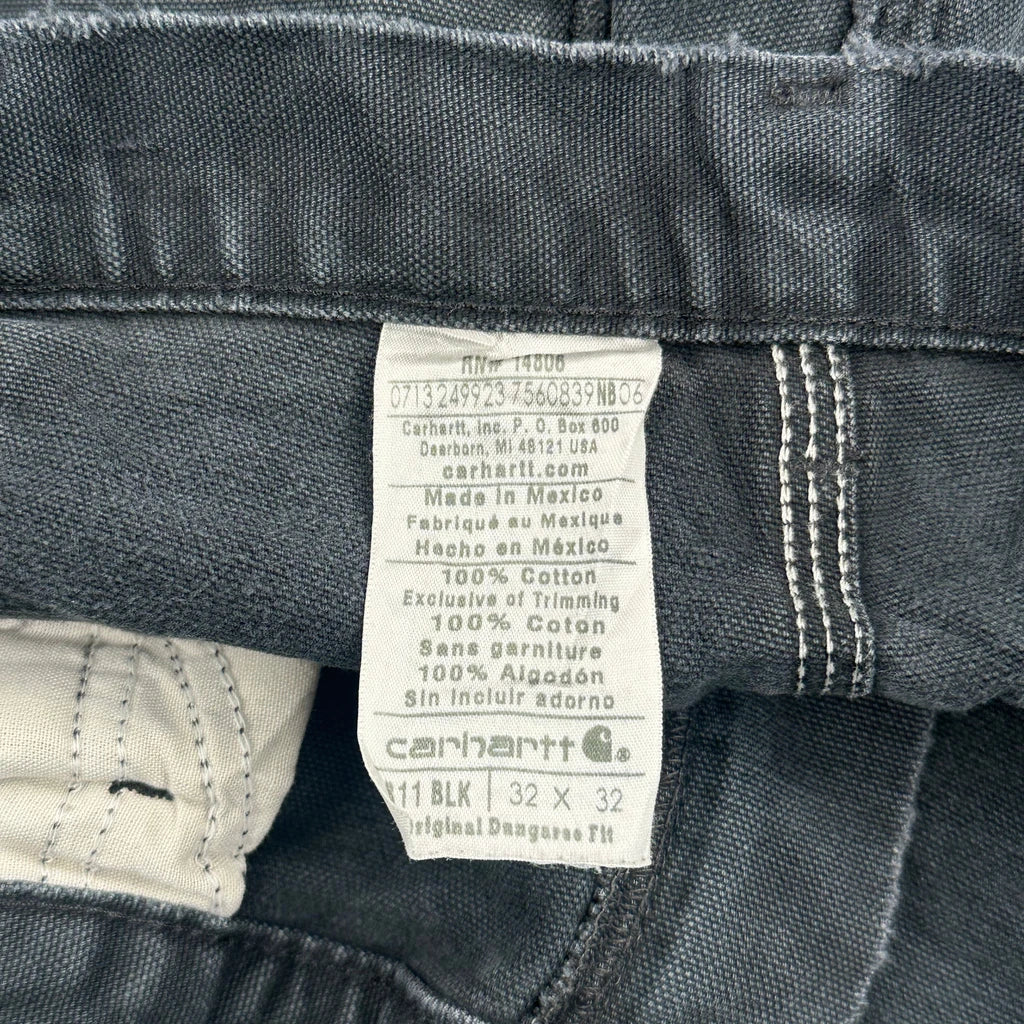 RN# 14806
0713249923 7560839NB06
Carhartt, Inc. P. O. Box 600
Dearborn, MI 48121 USA
carhartt.com
Made in Mexico
Fabriqué au Mexique
Hecho en México
100% Cotton
Exclusive of Trimming
100% Coton
Sans garniture
100% Algodón
Sin incluir adorno
carhartt ®
11 BLK | 32 X 32
Original Dungaree Fit